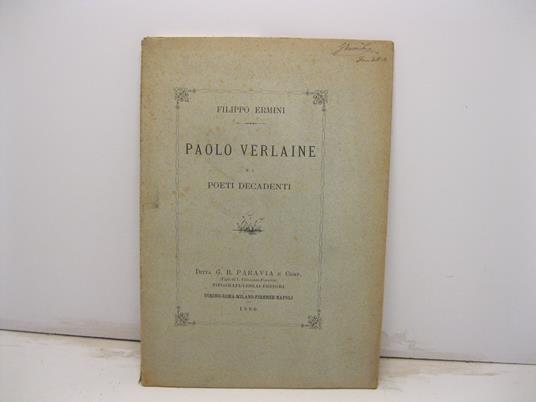 FILIPPO ERMINI
PAOLO VERLAINE
E I
POETI DECADENTI
DITTA G. B. PARAVIA E COMP.
TIPOGRAFI-LIBRAI-EDITORI
TORINO-ROMA-MILANO-FIRENZE-NAPOLI